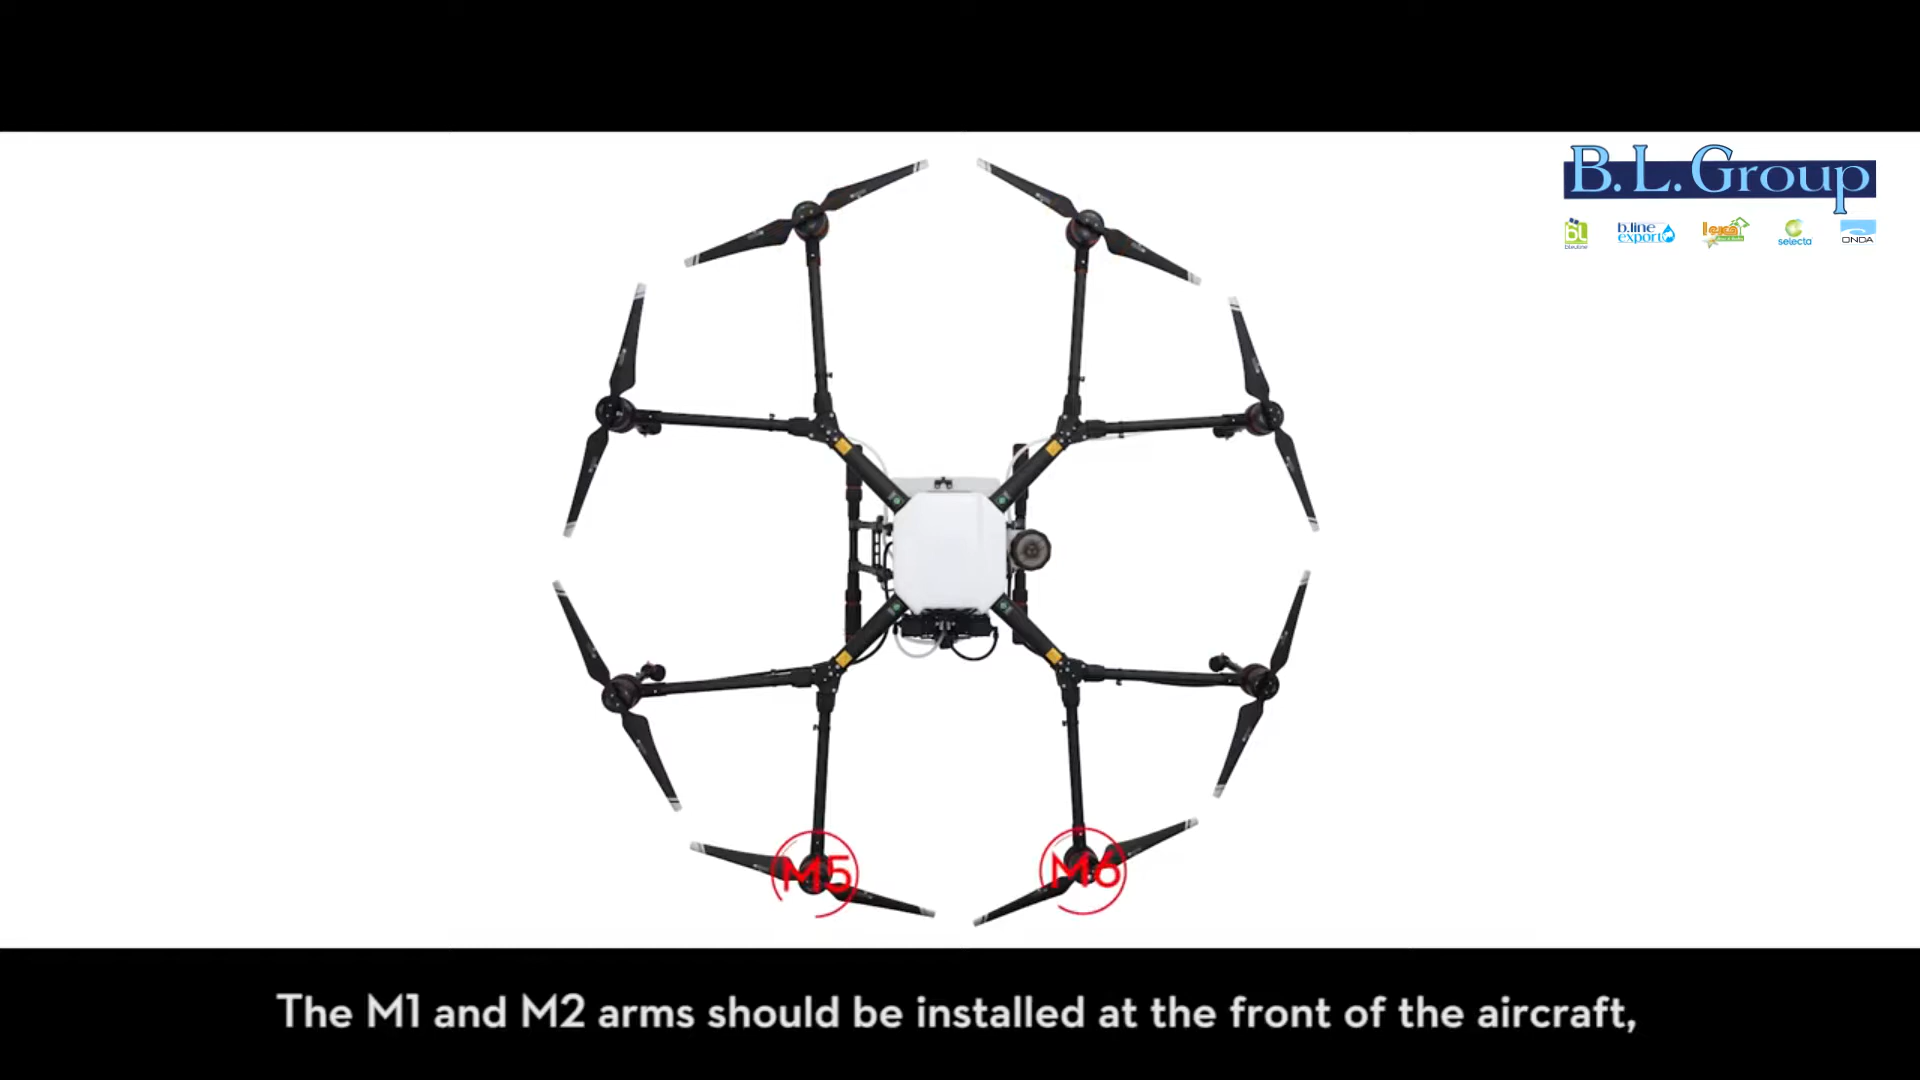 B.L.Group
bl
b.line
export
selecta
ONDA
M5
M6
The M1 and M2 arms should be installed at the front of the aircraft,